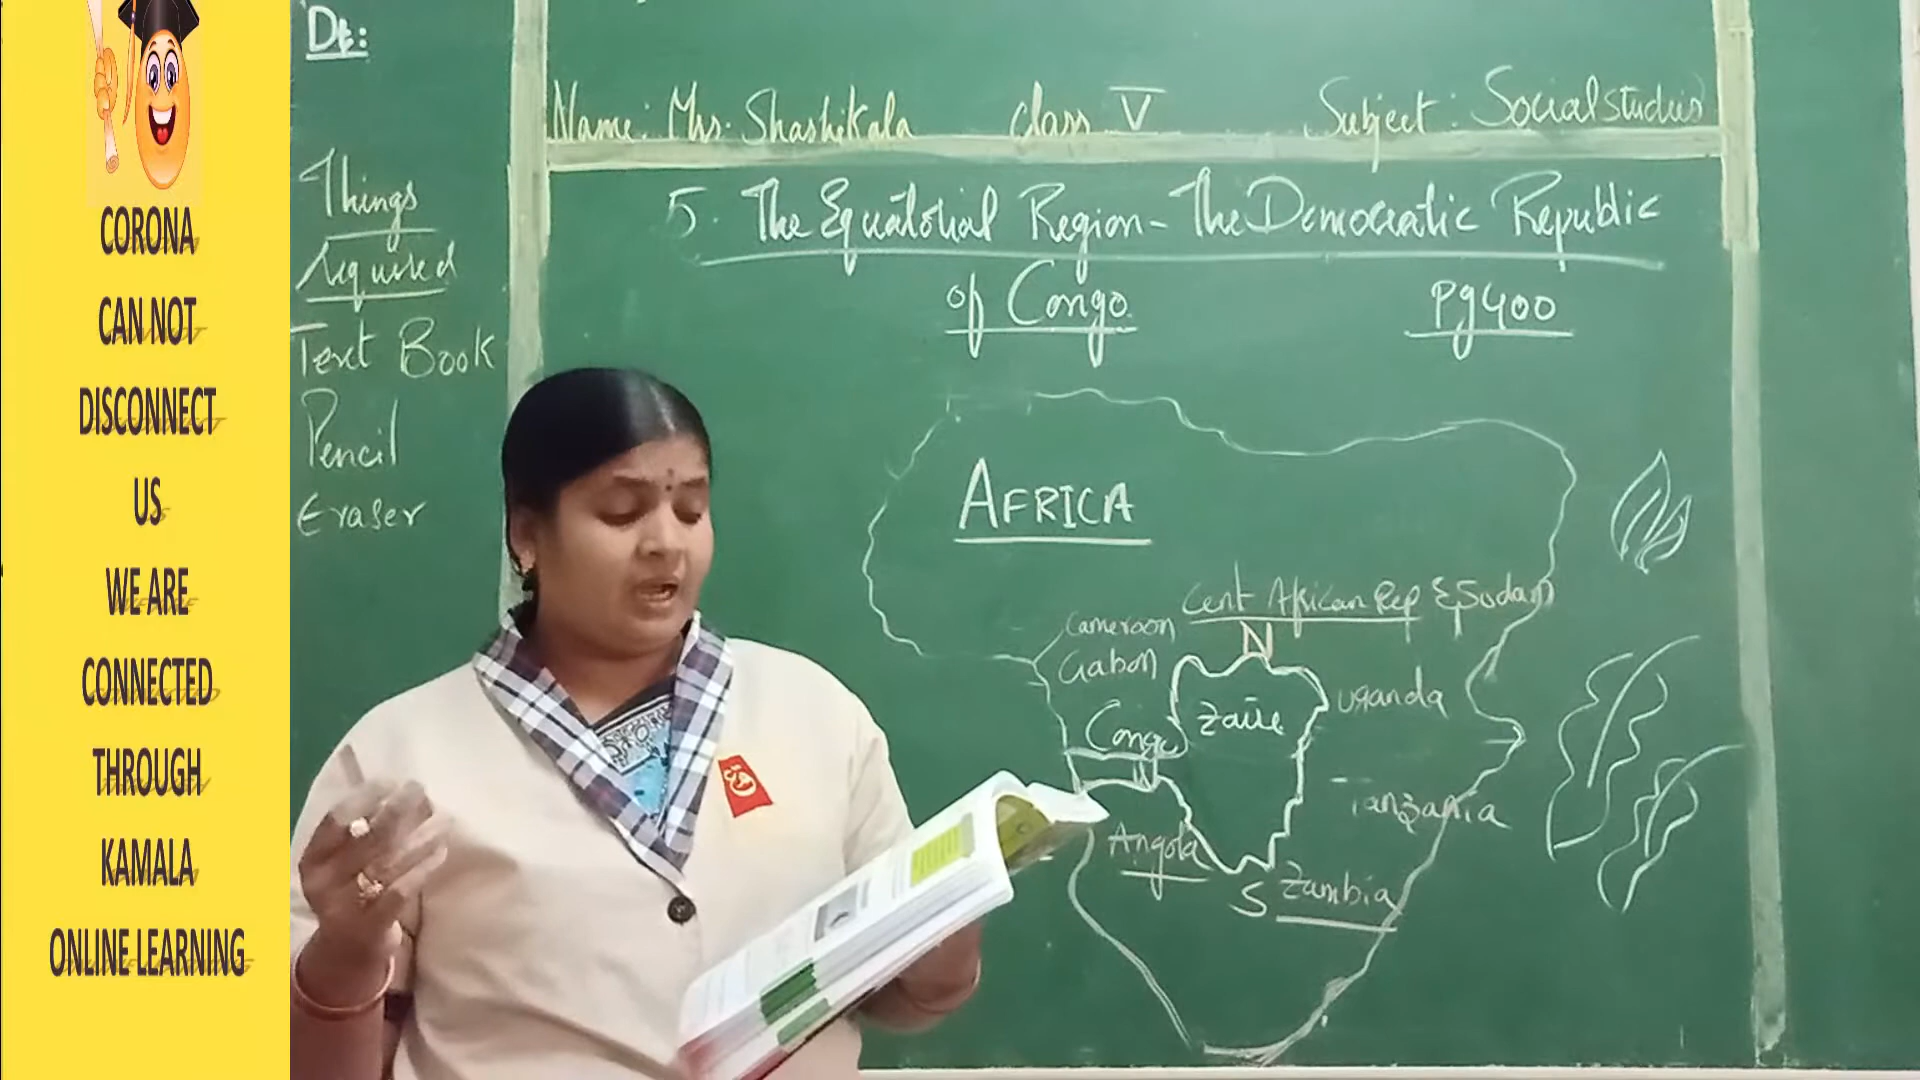 CORONA
CAN NOT
DISCONNECT
US
WE ARE
CONNECTED
THROUGH
KAMALA
ONLINE LEARNING
Dt:
Things
required
Text Book
Pencil
Eraser
Name: Mrs. Shashikala Class V Subject: Social studies
5. The Equatorial Region - The Democratic Republic
of Congo Pg 400
AFRICA
Cent African Rep & Sudan
N
Cameroon
Gabon
Congo
Zaire
Uganda
Tanzania
Angola
S Zambia